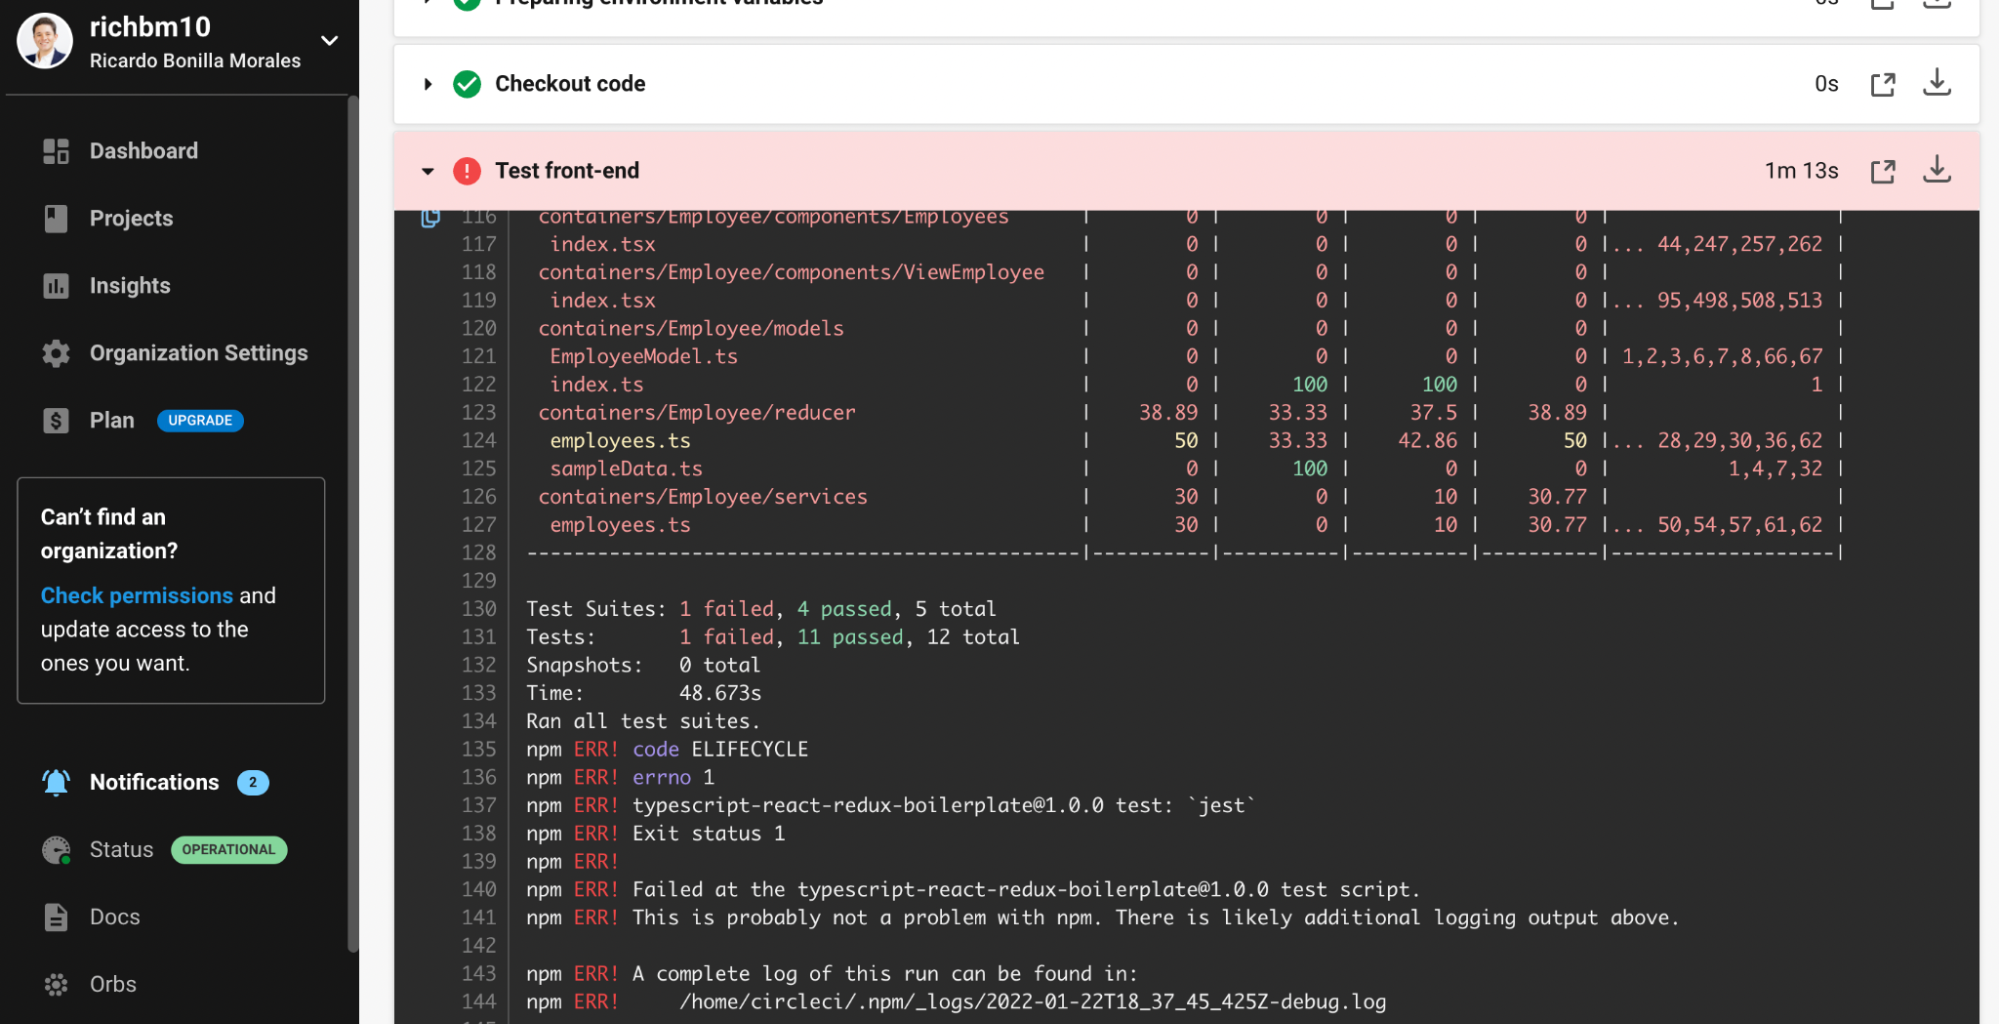 richbm10
Ricardo Bonilla Morales
Dashboard
Projects
Insights
Organization Settings
Plan UPGRADE
Can't find an
organization?
Check permissions and
update access to the
ones you want.
Notifications 2
Status OPERATIONAL
Docs
Orbs
Preparing environment variables 0s
Checkout code 0s
! Test front-end 1m 13s
116 containers/Employee/components/Employees | 0 | 0 | 0 | 0 | |
117 index.tsx | 0 | 0 | 0 | 0 |... 44,247,257,262 |
118 containers/Employee/components/ViewEmployee | 0 | 0 | 0 | 0 | |
119 index.tsx | 0 | 0 | 0 | 0 |... 95,498,508,513 |
120 containers/Employee/models | 0 | 0 | 0 | 0 | |
121 EmployeeModel.ts | 0 | 0 | 0 | 0 | 1,2,3,6,7,8,66,67 |
122 index.ts | 0 | 100 | 100 | 0 | 1 |
123 containers/Employee/reducer | 38.89 | 33.33 | 37.5 | 38.89 | |
124 employees.ts | 50 | 33.33 | 42.86 | 50 |... 28,29,30,36,62 |
125 sampleData.ts | 0 | 100 | 0 | 0 | 1,4,7,32 |
126 containers/Employee/services | 30 | 0 | 10 | 30.77 | |
127 employees.ts | 30 | 0 | 10 | 30.77 |... 50,54,57,61,62 |
128 -----------------------------------------------|----------|----------|----------|----------|-------------------|
129
130 Test Suites: 1 failed, 4 passed, 5 total
131 Tests: 1 failed, 11 passed, 12 total
132 Snapshots: 0 total
133 Time: 48.673s
134 Ran all test suites.
135 npm ERR! code ELIFECYCLE
136 npm ERR! errno 1
137 npm ERR! typescript-react-redux-boilerplate@1.0.0 test: `jest`
138 npm ERR! Exit status 1
139 npm ERR!
140 npm ERR! Failed at the typescript-react-redux-boilerplate@1.0.0 test script.
141 npm ERR! This is probably not a problem with npm. There is likely additional logging output above.
142
143 npm ERR! A complete log of this run can be found in:
144 npm ERR! /home/circleci/.npm/_logs/2022-01-22T18_37_45_425Z-debug.log